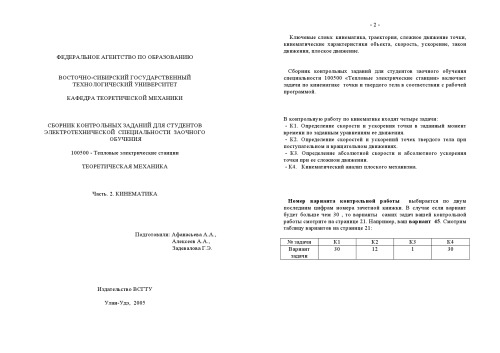 ФЕДЕРАЛЬНОЕ АГЕНТСТВО ПО ОБРАЗОВАНИЮ
ВОСТОЧНО-СИБИРСКИЙ ГОСУДАРСТВЕННЫЙ
ТЕХНОЛОГИЧЕСКИЙ УНИВЕРСИТЕТ
КАФЕДРА ТЕОРЕТИЧЕСКОЙ МЕХАНИКИ
СБОРНИК КОНТРОЛЬНЫХ ЗАДАНИЙ ДЛЯ СТУДЕНТОВ
ЭЛЕКТРОТЕХНИЧЕСКОЙ СПЕЦИАЛЬНОСТИ ЗАОЧНОГО
ОБУЧЕНИЯ
100500 - Тепловые электрические станции
ТЕОРЕТИЧЕСКАЯ МЕХАНИКА
Часть. 2. КИНЕМАТИКА
Подготовили: Афанасьева А.А.,
Алексеев А.А.,
Задевалова Г.Э.
Издательство ВСГТУ
Улан-Удэ, 2005
- 2 -
Ключевые слова: кинематика, траектория, сложное движение точки,
кинематические характеристики объекта, скорость, ускорение, закон
движения, плоское движение.
Сборник контрольных заданий для студентов заочного обучения
специальности 100500 «Тепловые электрические станции» включает
задачи по кинематике точки и твердого тела в соответствии с рабочей
программой.
В контрольную работу по кинематике входят четыре задачи:
- К1. Определение скорости и ускорения точки в заданный момент
времени по заданным уравнениям ее движения.
- К2. Определение скоростей и ускорений точек твердого тела при
поступательном и вращательном движениях.
- К3. Определение абсолютной скорости и абсолютного ускорения
точки при ее сложном движении.
- К4. Кинематический анализ плоского механизма.
Номер варианта контрольной работы выбирается по двум
последним цифрам номера зачетной книжки. В случае если вариант
будет больше чем 30 , то варианты самих задач вашей контрольной
работы смотрите на странице 21. Например, ваш вариант 45. Смотрим
таблицу вариантов на странице 21:
№ задачи К1 К2 К3 К4
Вариант 30 12 1 30
задачи